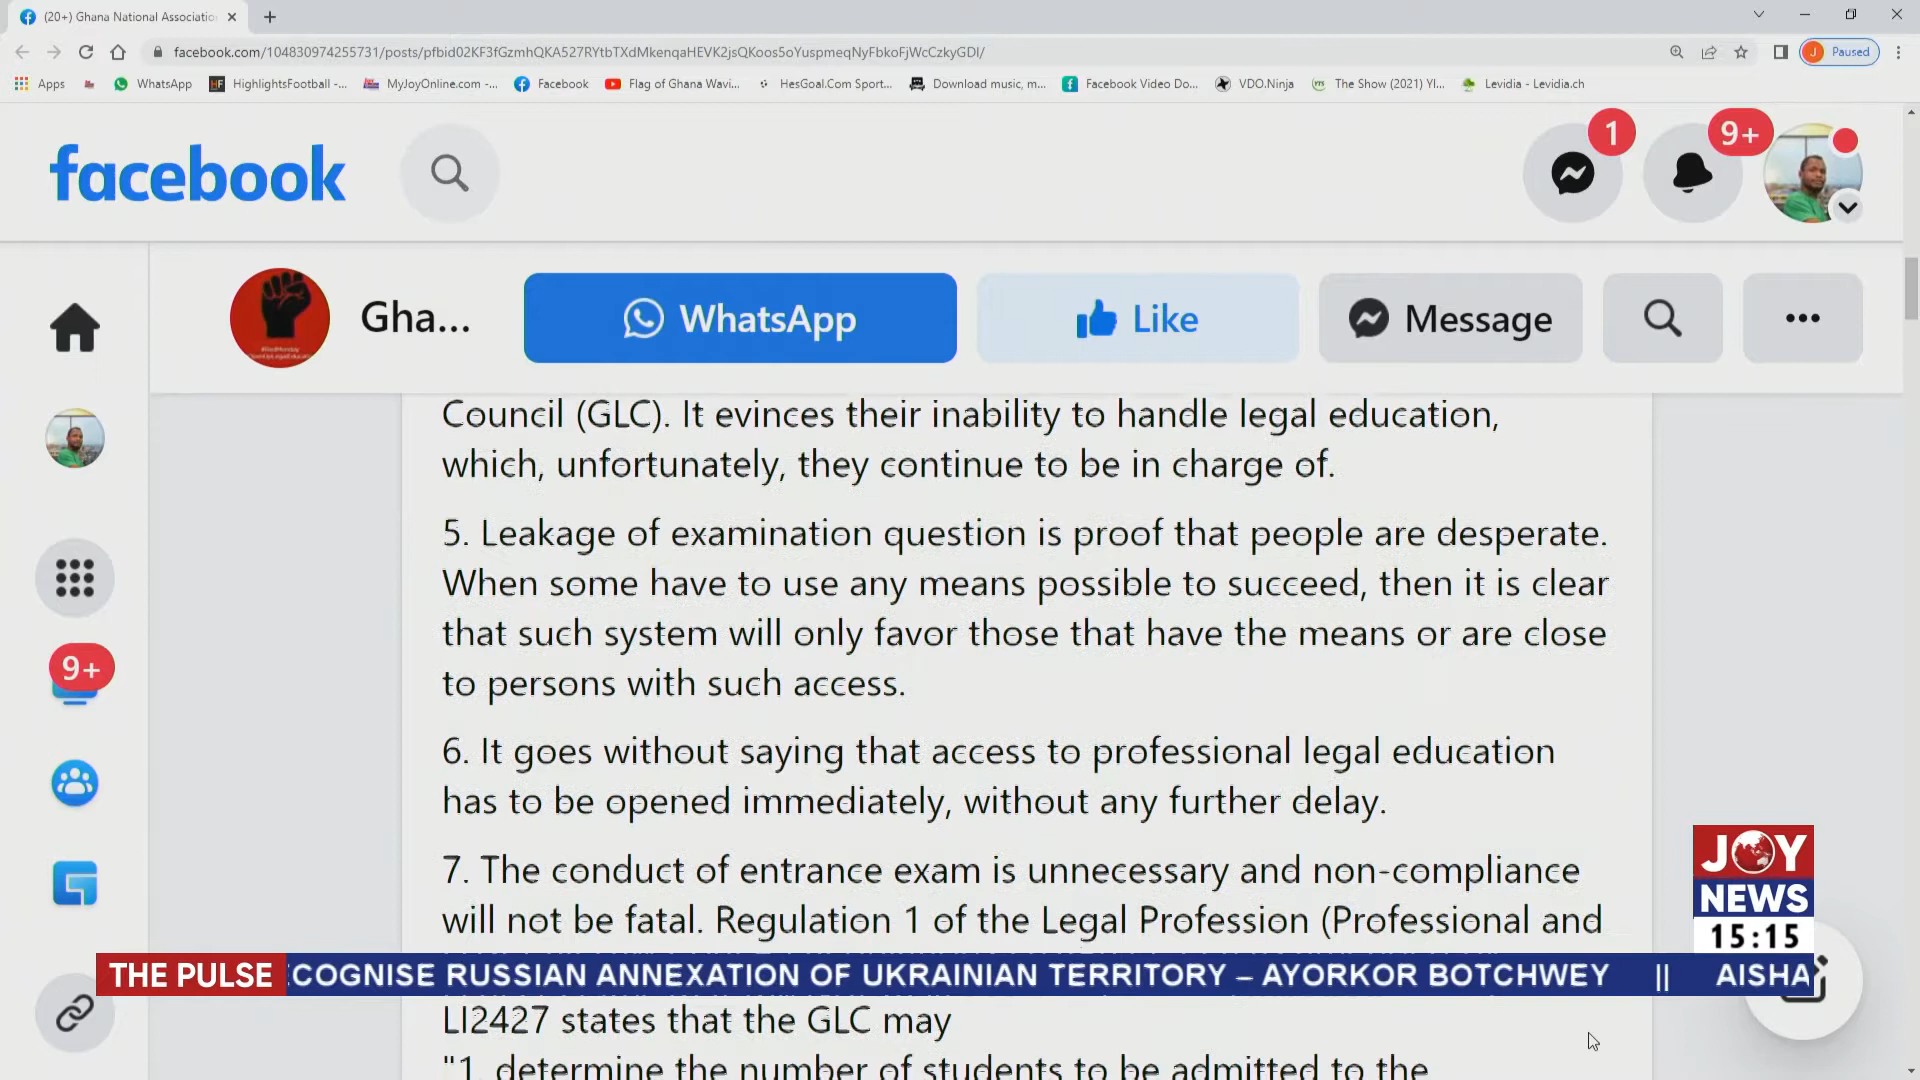 (20+) Ghana National Associatio
facebook.com/104830974255731/posts/pfbid02KF3fGzmhQKA527RYtbTXdMkenqaHEVK2jsQKoos5oYuspmeqNyFbkoFjWcCzkyGDl/
J Paused
Apps WhatsApp HighlightsFootball -... MyJoyOnline.com -... Facebook Flag of Ghana Wavi... HesGoal.Com Sport... Download music, m... Facebook Video Do... VDO.Ninja The Show (2021) YI... Levidia - Levidia.ch
facebook
1
9+
Gha...
WhatsApp
Like
Message
Council (GLC). It evinces their inability to handle legal education,
which, unfortunately, they continue to be in charge of.
5. Leakage of examination question is proof that people are desperate.
When some have to use any means possible to succeed, then it is clear
that such system will only favor those that have the means or are close
to persons with such access.
9+
6. It goes without saying that access to professional legal education
has to be opened immediately, without any further delay.
7. The conduct of entrance exam is unnecessary and non-compliance
will not be fatal. Regulation 1 of the Legal Profession (Professional and
JOY
NEWS
15:15
THE PULSE ECOGNISE RUSSIAN ANNEXATION OF UKRAINIAN TERRITORY – AYORKOR BOTCHWEY || AISHA
LI2427 states that the GLC may
"1. determine the number of students to be admitted to the